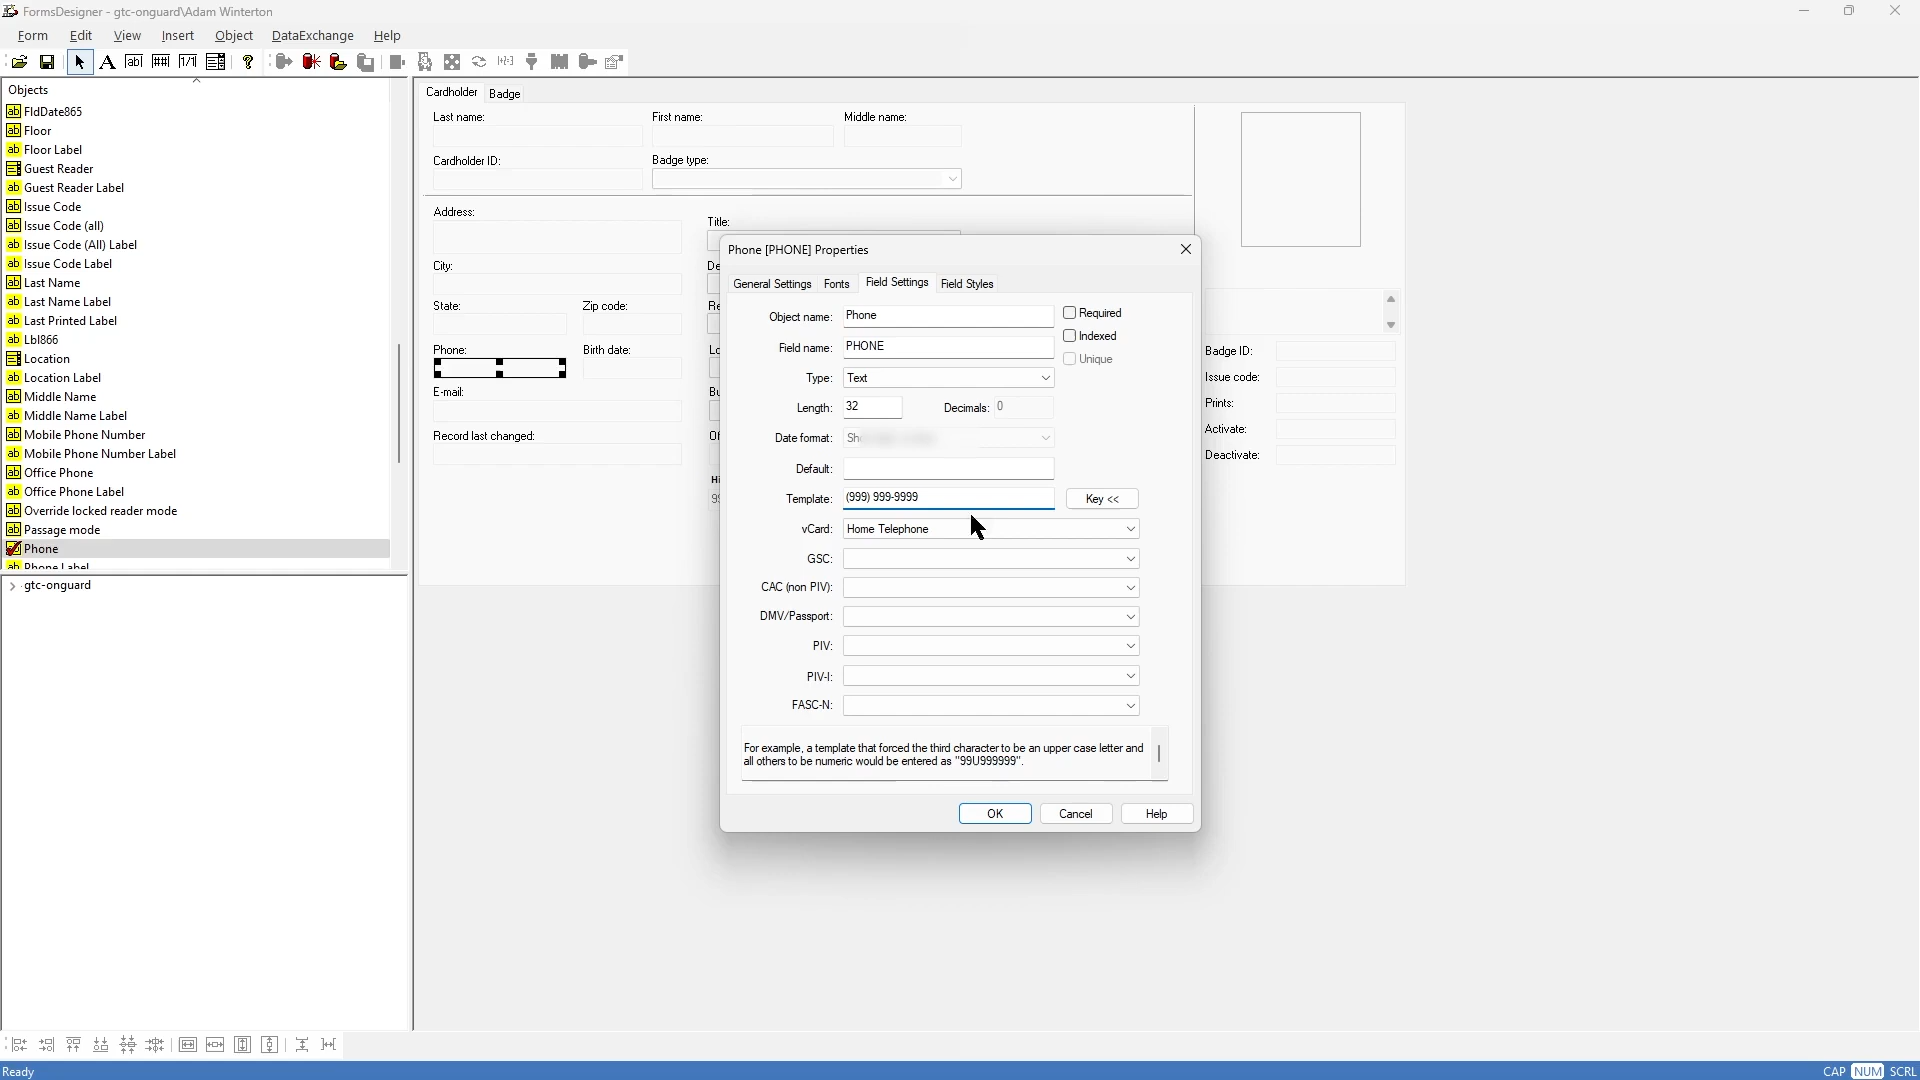 FormsDesigner - gtc-onguard\Adam Winterton
Form Edit View Insert Object DataExchange Help
Objects
FldDate865
Floor
Floor Label
Guest Reader
Guest Reader Label
Issue Code
Issue Code (all)
Issue Code (All) Label
Issue Code Label
Last Name
Last Name Label
Last Printed Label
Lbl866
Location
Location Label
Middle Name
Middle Name Label
Mobile Phone Number
Mobile Phone Number Label
Office Phone
Office Phone Label
Override locked reader mode
Passage mode
Phone
Phone Label
gtc-onguard
Cardholder Badge
Last name: First name: Middle name:
Cardholder ID: Badge type:
Address:
Title:
City:
State: Zip code:
Phone: Birth date:
E-mail:
Record last changed:
Badge ID:
Issue code:
Prints:
Activate:
Deactivate:
Phone [PHONE] Properties
General Settings Fonts Field Settings Field Styles
Object name: Phone Required
Field name: PHONE Indexed
Unique
Type: Text
Length: 32 Decimals: 0
Date format:
Default:
Template: (999) 999-9999 Key <<
vCard: Home Telephone
GSC:
CAC (non PIV):
DMV/Passport:
PIV:
PIV-I:
FASC-N:
For example, a template that forced the third character to be an upper case letter and
all others to be numeric would be entered as "99U999999".
OK Cancel Help
Ready CAP NUM SCRL